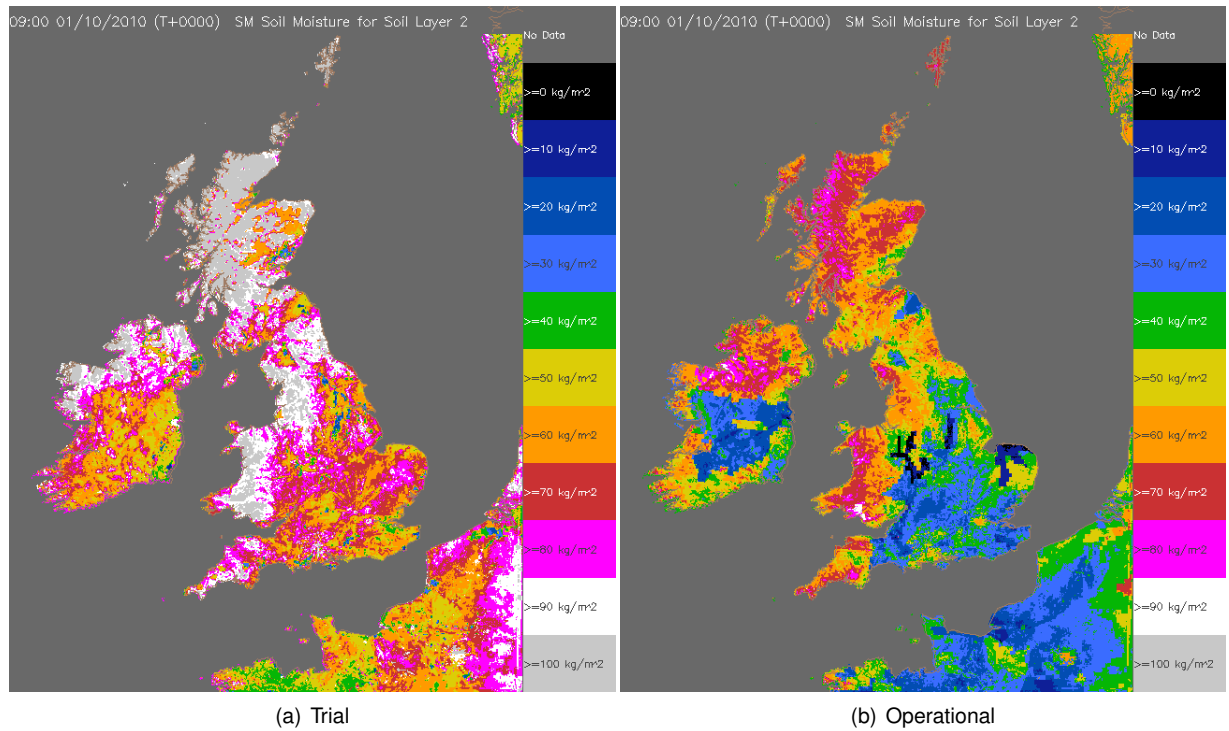 09:00 01/10/2010 (T+0000) SM Soil Moisture for Soil Layer 2
No Data
>=0 kg/m^2
>=10 kg/m^2
>=20 kg/m^2
>=30 kg/m^2
>=40 kg/m^2
>=50 kg/m^2
>=60 kg/m^2
>=70 kg/m^2
>=80 kg/m^2
>=90 kg/m^2
>=100 kg/m^2
(a) Trial
09:00 01/10/2010 (T+0000) SM Soil Moisture for Soil Layer 2
No Data
>=0 kg/m^2
>=10 kg/m^2
>=20 kg/m^2
>=30 kg/m^2
>=40 kg/m^2
>=50 kg/m^2
>=60 kg/m^2
>=70 kg/m^2
>=80 kg/m^2
>=90 kg/m^2
>=100 kg/m^2
(b) Operational